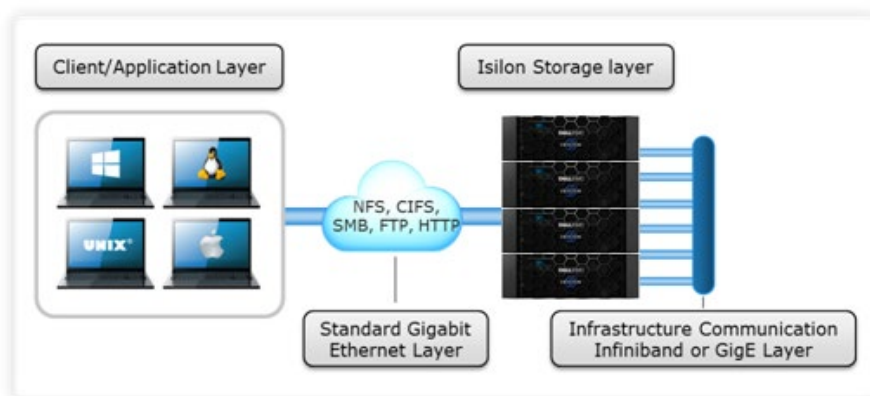 Client/Application Layer
Isilon Storage layer
UNIX®
NFS, CIFS,
SMB, FTP, HTTP
Standard Gigabit
Ethernet Layer
Infrastructure Communication
Infiniband or GigE Layer